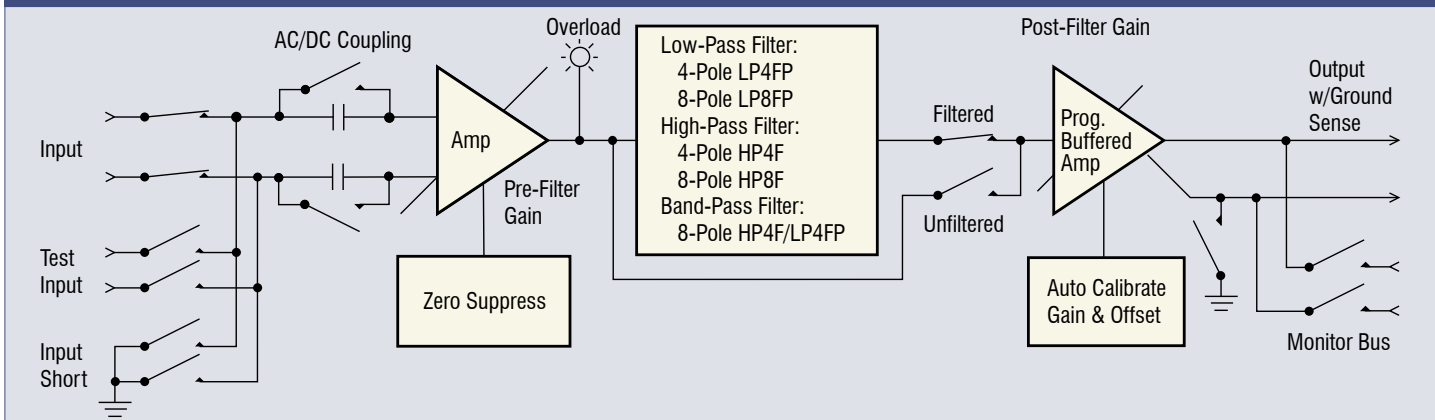 AC/DC Coupling
Overload
Post-Filter Gain
Input
Test
Input
Input
Short
Amp
Pre-Filter
Gain
Zero Suppress
Low-Pass Filter:
4-Pole LP4FP
8-Pole LP8FP
High-Pass Filter:
4-Pole HP4F
8-Pole HP8F
Band-Pass Filter:
8-Pole HP4F/LP4FP
Filtered
Unfiltered
Prog.
Buffered
Amp
Auto Calibrate
Gain & Offset
Output
w/Ground
Sense
Monitor Bus